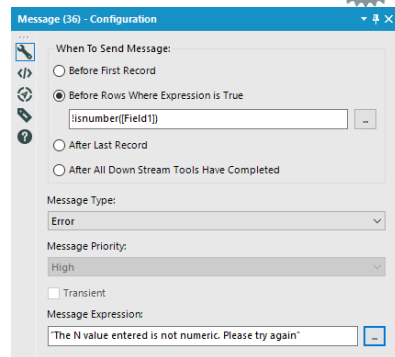 Message (36) - Configuration
When To Send Message:
Before First Record
Before Rows Where Expression is True
!isnumber([Field1])
...
After Last Record
After All Down Stream Tools Have Completed
Message Type:
Error
Message Priority:
High
Transient
Message Expression:
"The N value entered is not numeric. Please try again"
...